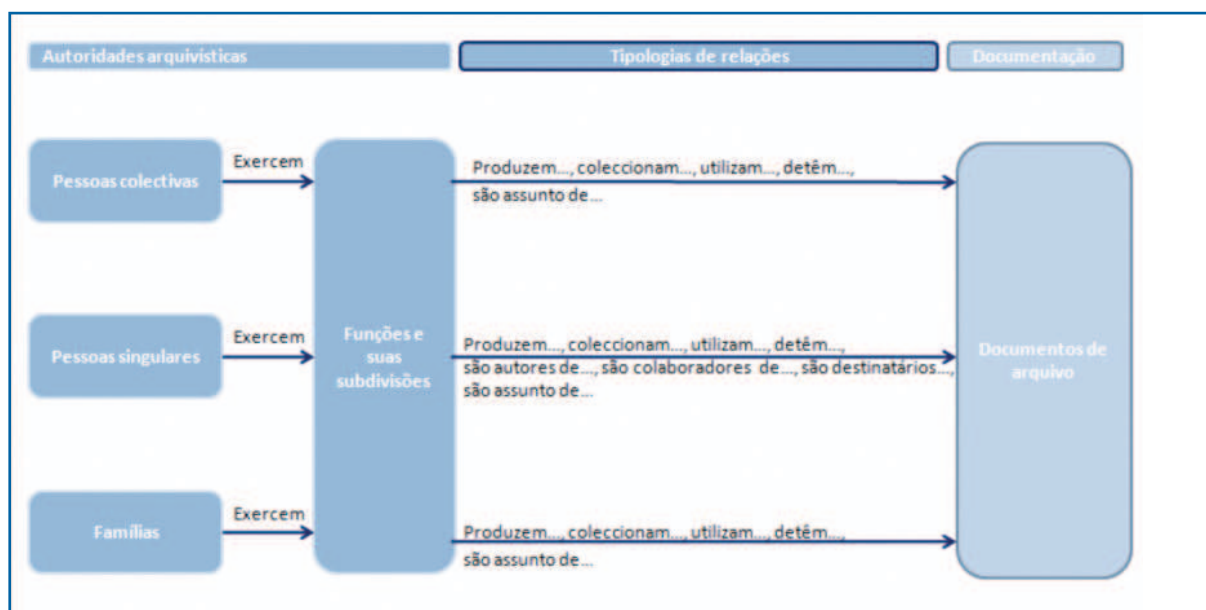 Autoridades arquivísticas
Tipologias de relações
Documentação
Pessoas colectivas
Exercem
Produzem..., coleccionam..., utilizam..., detêm...,
são assunto de...
Pessoas singulares
Exercem
Funções e
suas
subdivisões
Produzem..., coleccionam..., utilizam..., detêm...,
são autores de..., são colaboradores de..., são destinatários...,
são assunto de...
Documentos de
arquivo
Famílias
Exercem
Produzem..., coleccionam..., utilizam..., detêm...,
são assunto de...